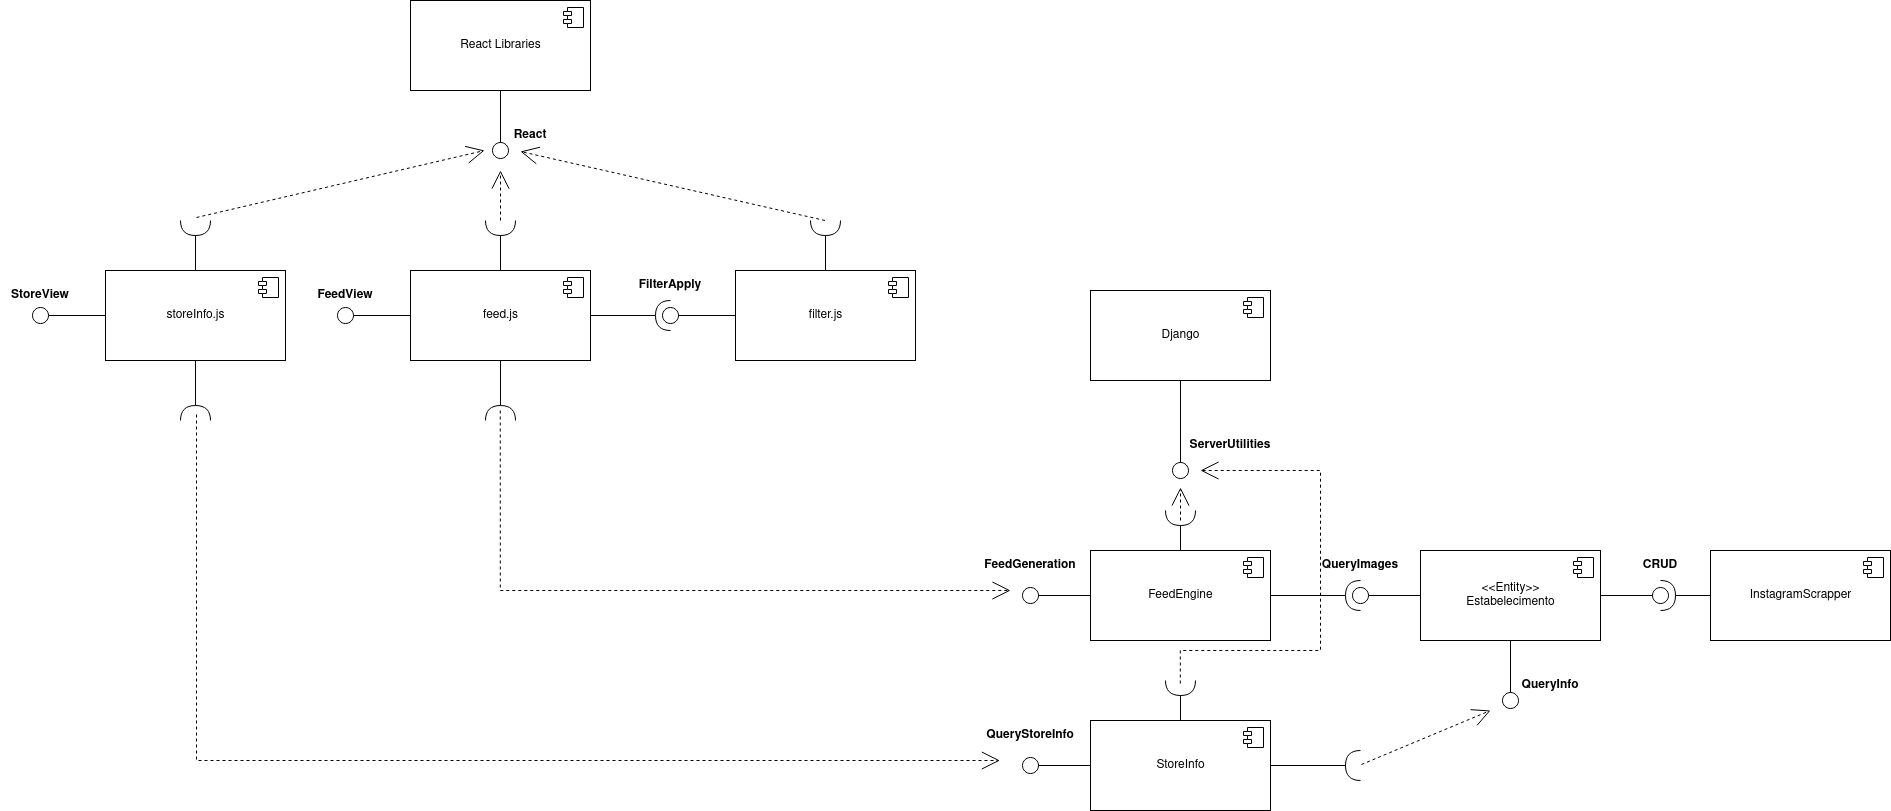 React Libraries
React
StoreView
storeInfo.js
FeedView
feed.js
FilterApply
filter.js
Django
ServerUtilities
FeedGeneration
FeedEngine
QueryImages
<<Entity>>
Estabelecimento
CRUD
InstagramScrapper
QueryInfo
QueryStoreInfo
StoreInfo